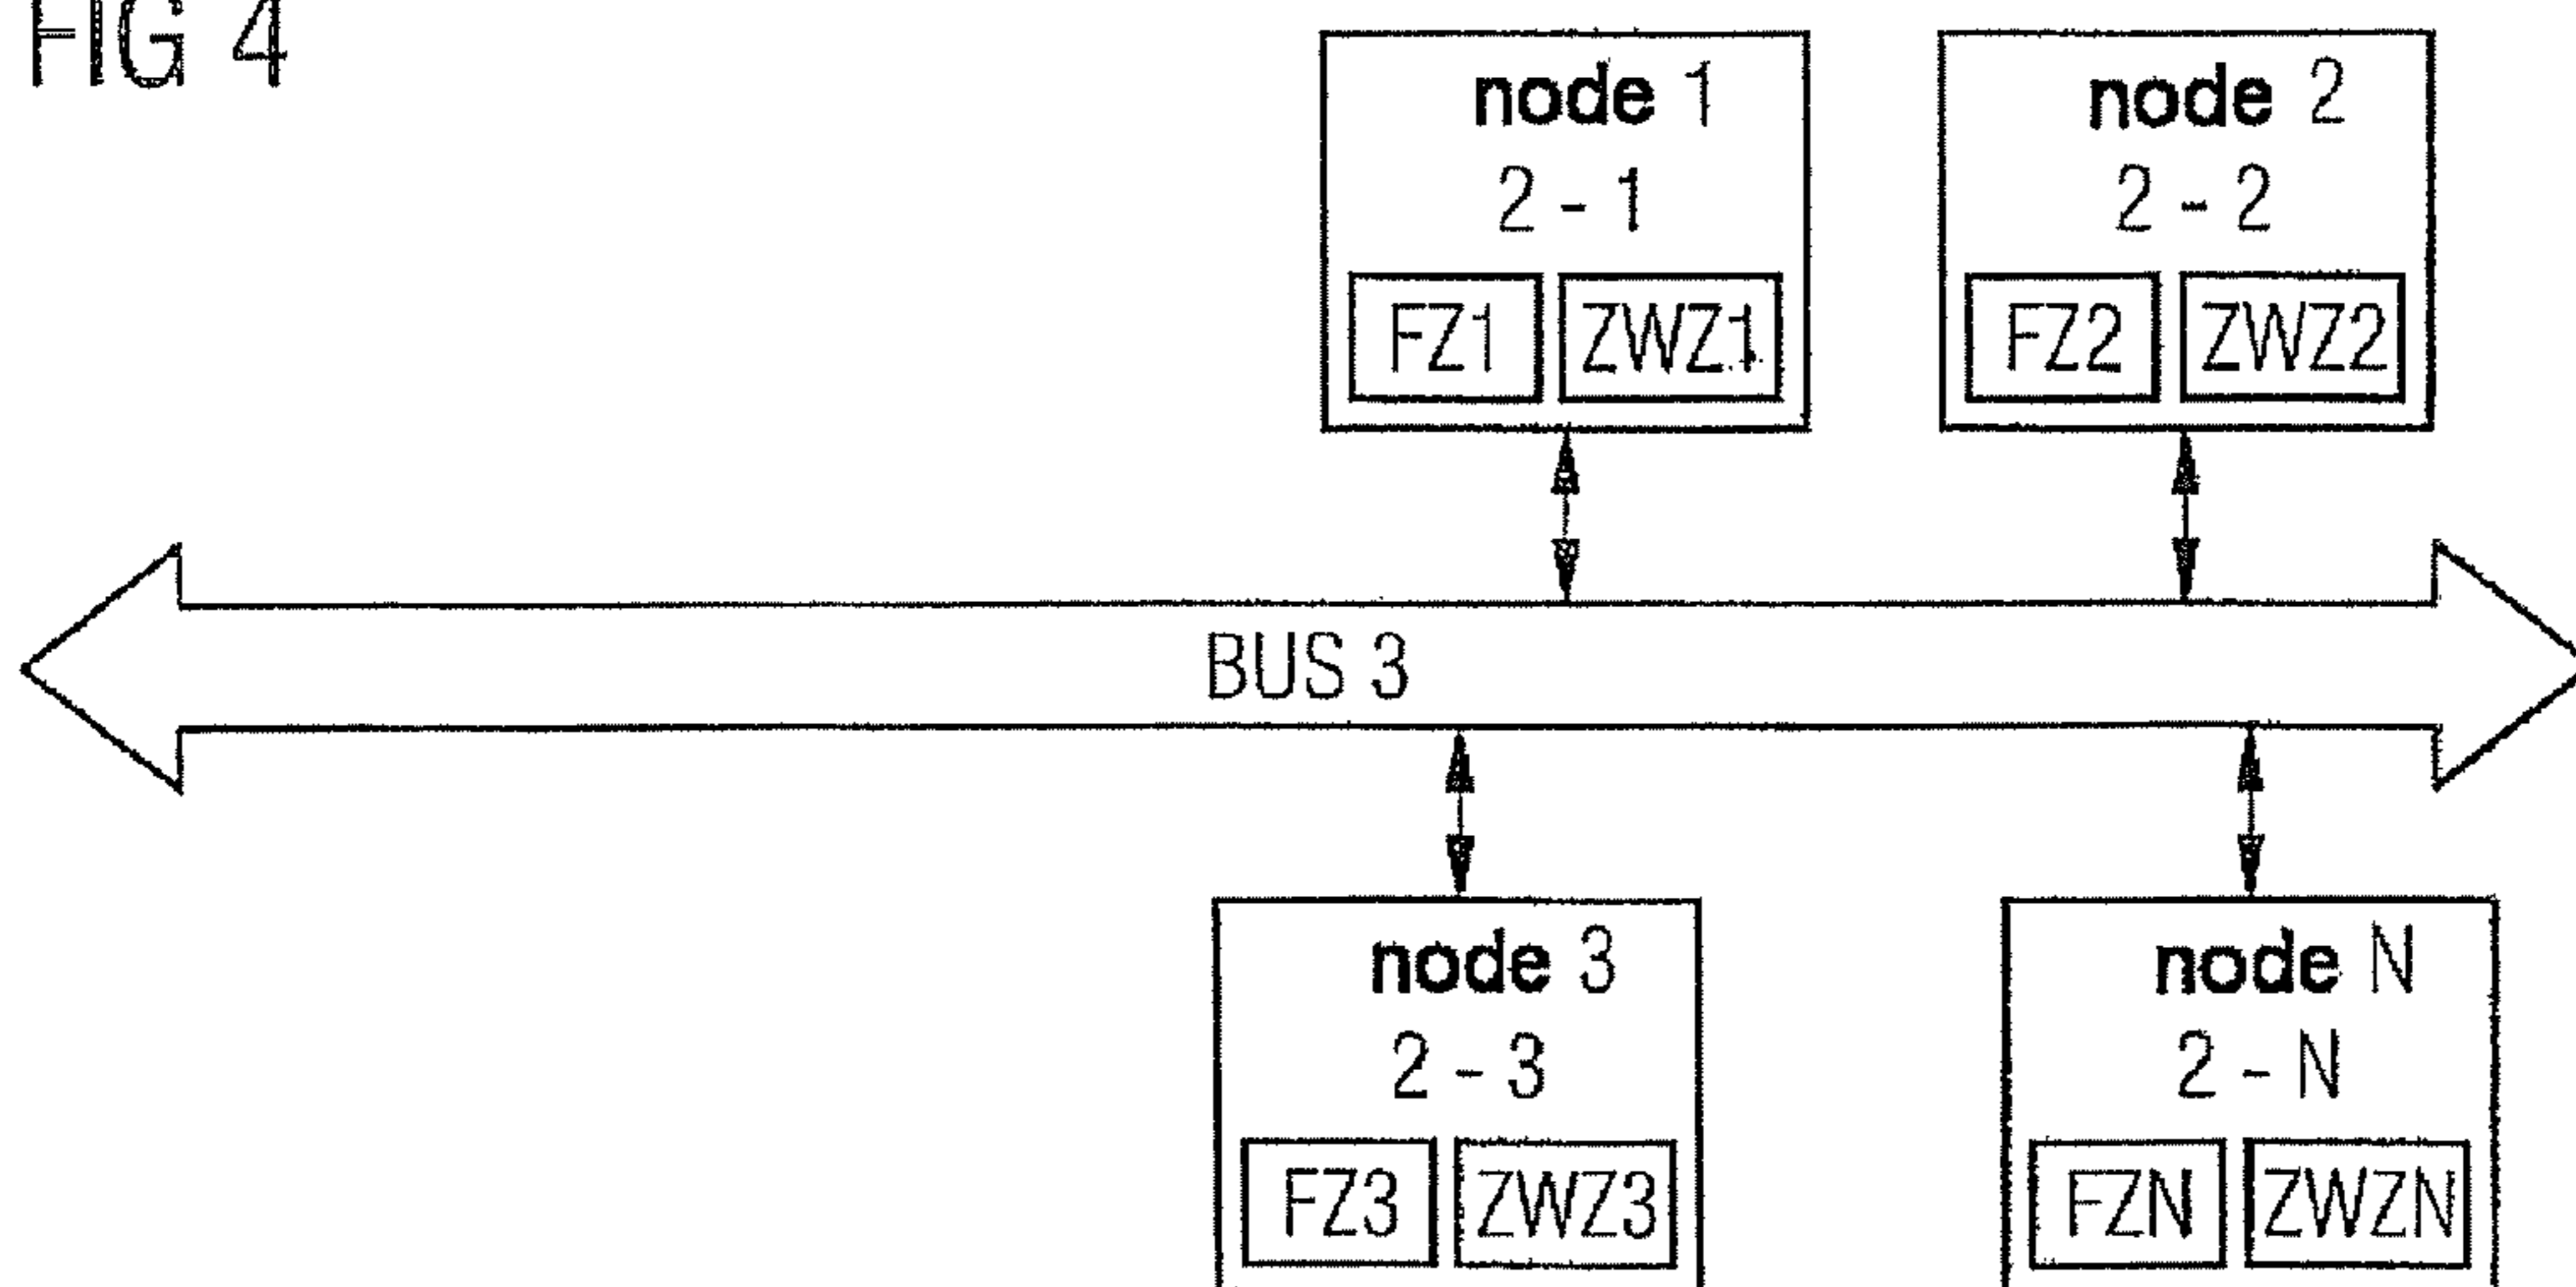 FIG 4
node 1
2-1
FZ1 ZWZ1
node 2
2-2
FZ2 ZWZ2
BUS 3
node 3
2-3
FZ3 ZWZ3
node N
2-N
FZN ZWZN